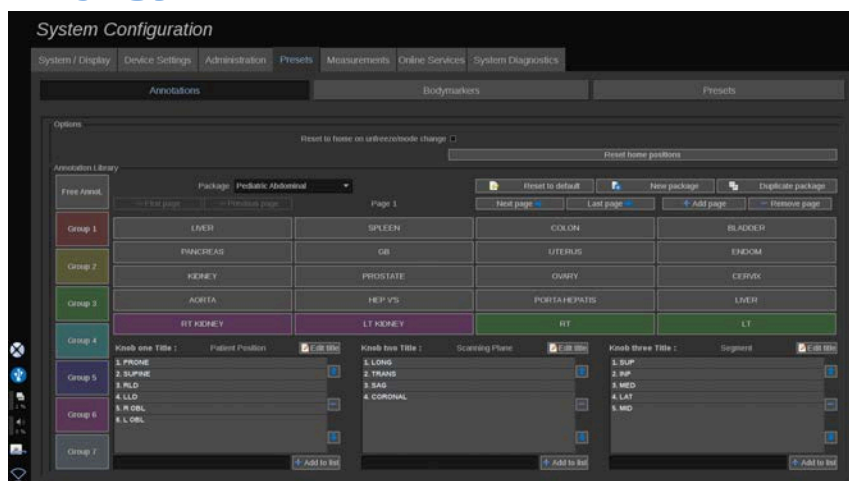 System Configuration
System / Display Device Settings Administration Presets Measurements Online Services System Diagnostics
Annotations Bodymarkers Presets
Options
Reset to home on unfreeze/mode change
Reset home positions
Annotation Library
Free Annot. Package Pediatric Abdominal Reset to default New package Duplicate package
First page Previous page Page 1 Next page Last page Add page Remove page
Group 1 LIVER SPLEEN COLON BLADDER
PANCREAS GB UTERUS ENDOM
Group 2
KIDNEY PROSTATE OVARY CERVIX
Group 3 AORTA HEP V'S PORTA HEPATIS LIVER
RT KIDNEY LT KIDNEY RT LT
Group 4
Knob one Title : Patient Position Edit title Knob two Title : Scanning Plane Edit title Knob three Title : Segment Edit title
1. PRONE 1. LONG 1. SUP
2. SUPINE 2. TRANS 2. INF
Group 5 3. RLD 3. SAG 3. MED
4. LLD 4. CORONAL 4. LAT
5. R OBL 5. MID
Group 6 6. L OBL
Group 7
Add to list Add to list Add to list